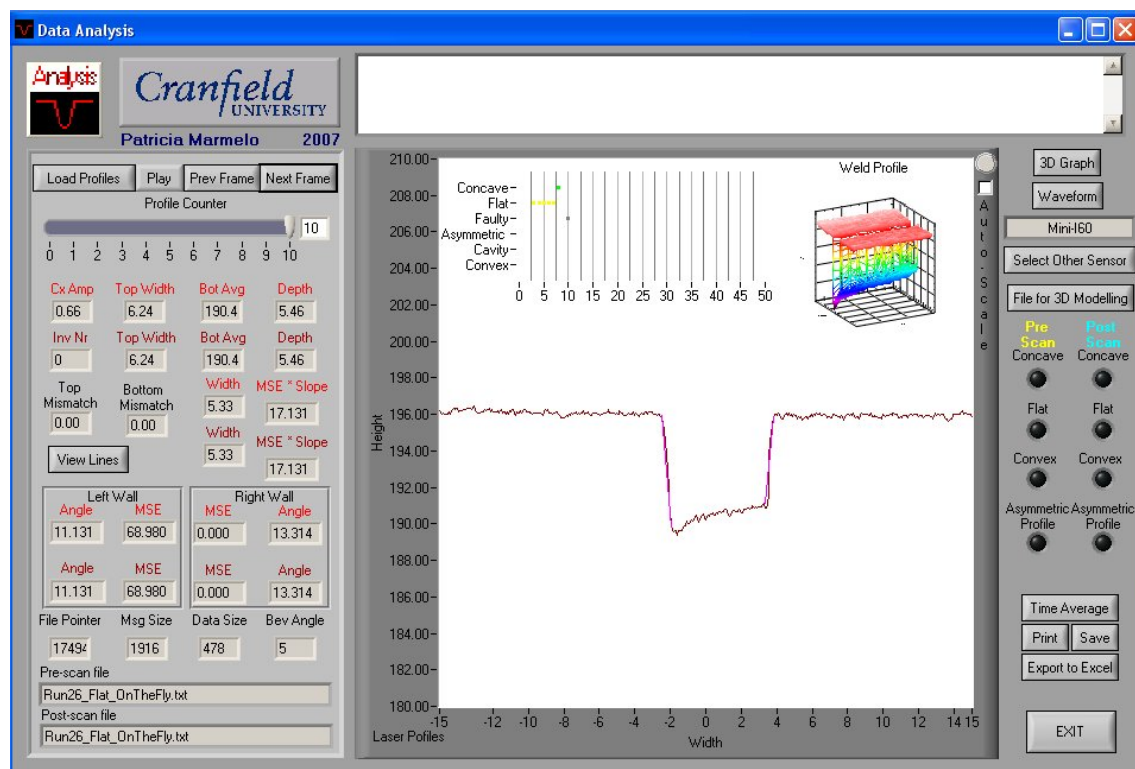 Data Analysis
Analysis
Cranfield
UNIVERSITY
Patricia Marmelo 2007
Load Profiles Play Prev Frame Next Frame
Profile Counter
10
0 1 2 3 4 5 6 7 8 9 10
Cx Amp Top Width Bot Avg Depth
0.66 6.24 190.4 5.46
Inv Nr Top Width Bot Avg Depth
0 6.24 190.4 5.46
Top Mismatch Bottom Mismatch Width MSE * Slope
0.00 0.00 5.33 17.131
Width MSE * Slope
View Lines 5.33 17.131
Left Wall Right Wall
Angle MSE MSE Angle
11.131 68.980 0.000 13.314
Angle MSE MSE Angle
11.131 68.980 0.000 13.314
File Pointer Msg Size Data Size Bev Angle
1749 1916 478 5
Pre-scan file
Run26_Flat_OnTheFly.txt
Post-scan file
Run26_Flat_OnTheFly.txt
210.00
208.00
206.00
204.00
202.00
200.00
198.00
196.00
194.00
192.00
190.00
188.00
186.00
184.00
182.00
180.00
Height
-15 -12 -10 -8 -6 -4 -2 0 2 4 6 8 10 12 14 15
Laser Pofiles
Width
Concave
Flat
Faulty
Asymmetric
Cavity
Convex
0 5 10 15 20 25 30 35 40 45 50
Weld Profile
Auto-Scale
3D Graph
Waveform
Mini-I60
Select Other Sensor
File for 3D Modelling
Pre Post
Scan Scan
Concave Concave
Flat Flat
Convex Convex
Asymmetric Asymmetric
Profile Profile
Time Average
Print Save
Export to Excel
EXIT